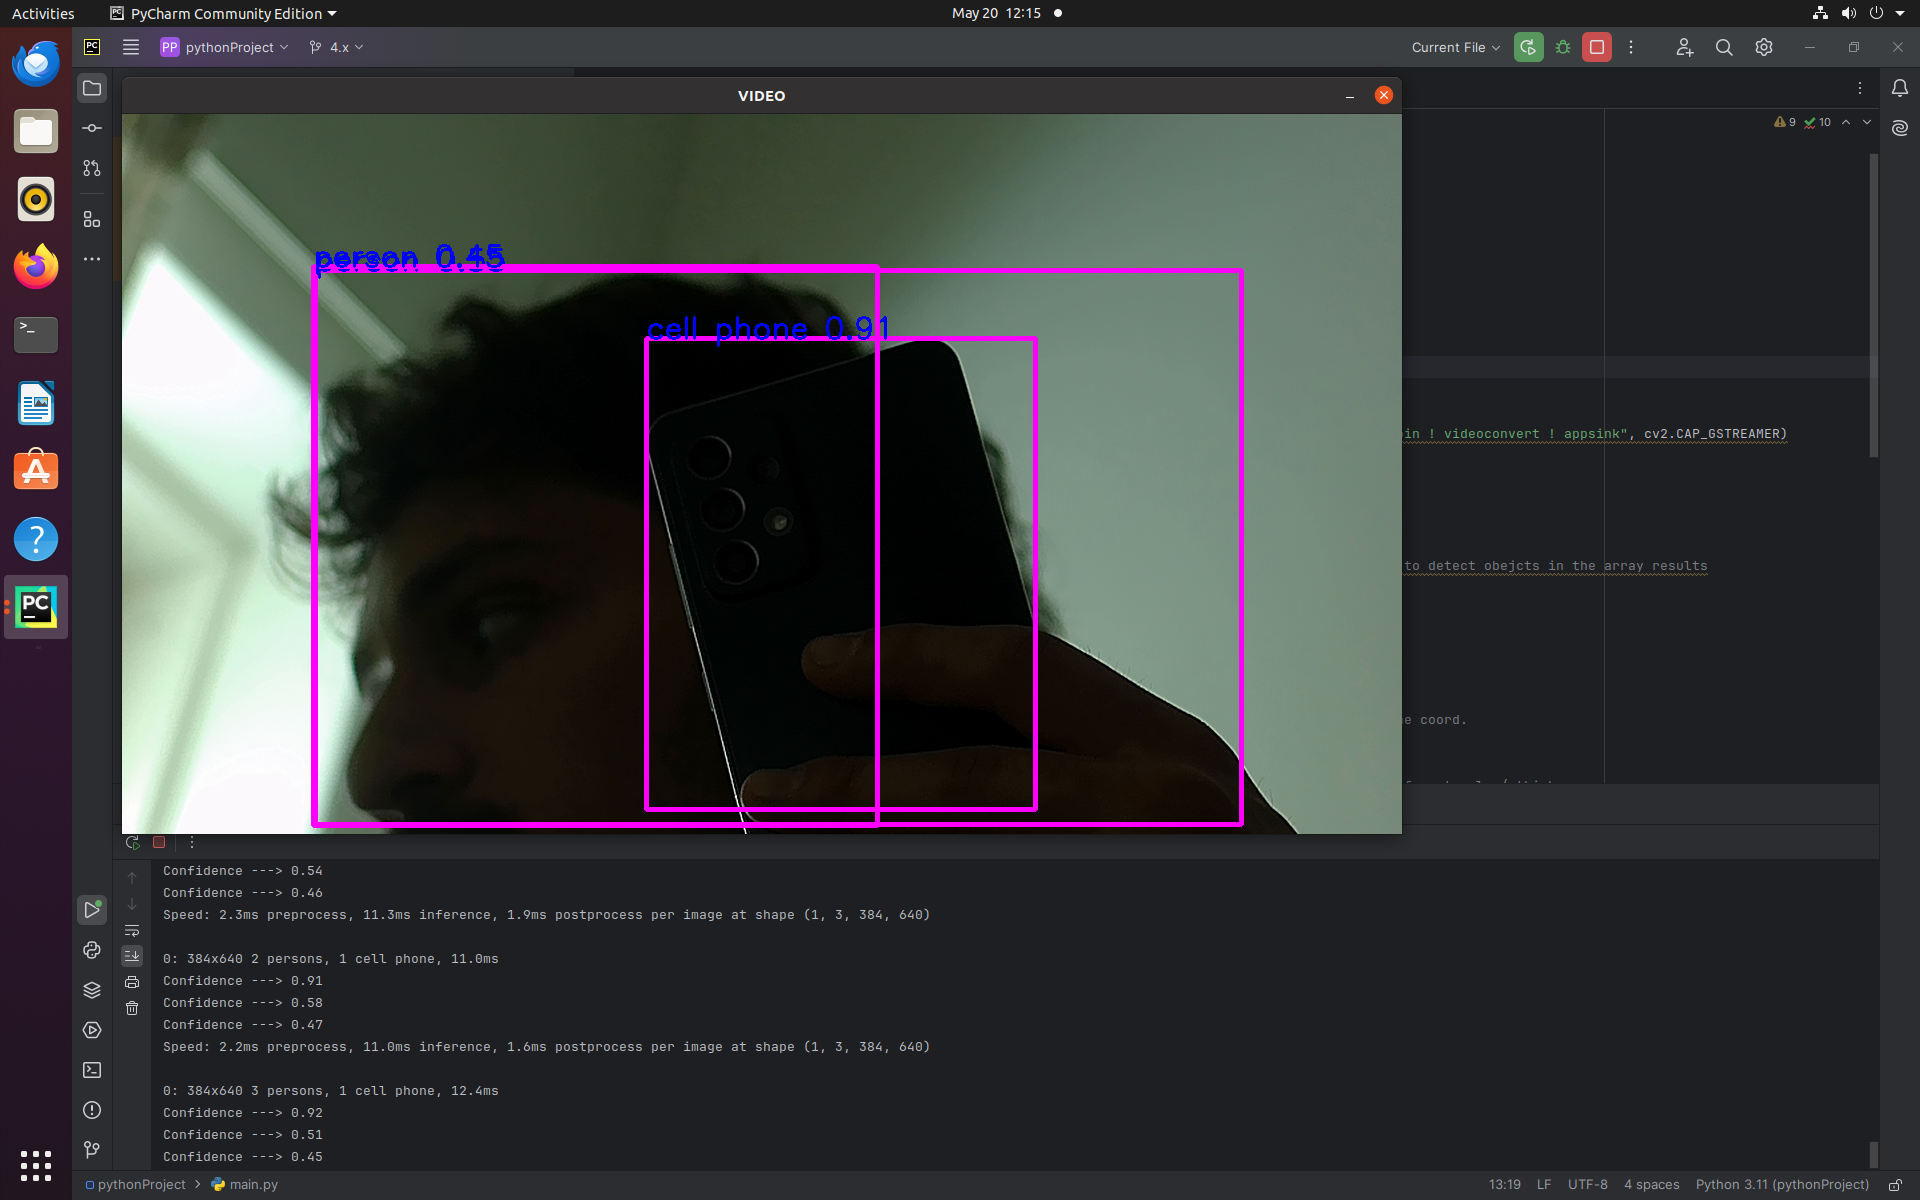 Activities
PyCharm Community Edition
May 20 12:15
PC
PP pythonProject
4.x
Current File
VIDEO
9
10
person 0.45
cell phone 0.91
in ! videoconvert ! appsink", cv2.CAP_GSTREAMER)
to detect obejcts in the array results
coord.
Confidence ---> 0.54
Confidence ---> 0.46
Speed: 2.3ms preprocess, 11.3ms inference, 1.9ms postprocess per image at shape (1, 3, 384, 640)
0: 384x640 2 persons, 1 cell phone, 11.0ms
Confidence ---> 0.91
Confidence ---> 0.58
Confidence ---> 0.47
Speed: 2.2ms preprocess, 11.0ms inference, 1.6ms postprocess per image at shape (1, 3, 384, 640)
0: 384x640 3 persons, 1 cell phone, 12.4ms
Confidence ---> 0.92
Confidence ---> 0.51
Confidence ---> 0.45
pythonProject > main.py
13:19 LF UTF-8 4 spaces Python 3.11 (pythonProject)